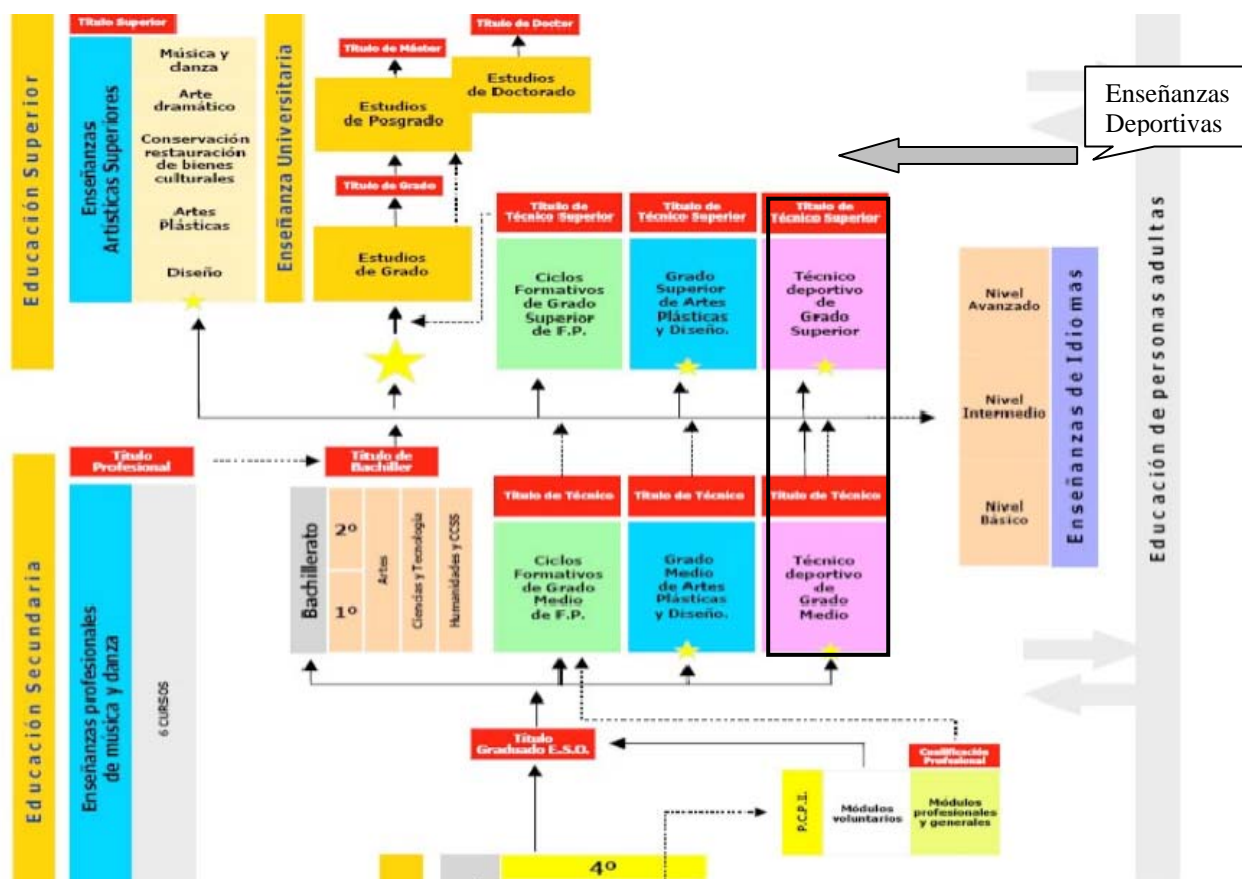 Título Superior
Título de Doctor
Título de Máster
Educación Superior
Enseñanzas
Artísticas Superiores
Música y
danza
Arte
dramático
Conservación
restauración
de bienes
culturales
Artes
Plásticas
Diseño
Enseñanza Universitaria
Estudios
de Posgrado
Estudios
de Doctorado
Título de Grado
Estudios
de Grado
Título de
Técnico Superior
Título de
Técnico Superior
Título de
Técnico Superior
Ciclos
Formativos
de Grado
Superior
de F.P.
Grado
Superior
de Artes
Plásticas
y Diseño.
Técnico
deportivo
de
Grado
Superior
Enseñanzas
Deportivas
Nivel
Avanzado
Nivel
Intermedio
Nivel
Básico
Enseñanzas de Idiomas
Educación de personas adultas
Educación Secundaria
Título
Profesional
Enseñanzas profesionales
de música y danza
6 CURSOS
Título de
Bachiller
Bachillerato
2º
1º
Artes
Ciencias y Tecnología
Humanidades y CCSS
Título de Técnico
Título de Técnico
Título de Técnico
Ciclos
Formativos
de Grado
Medio
de F.P.
Grado
Medio
de Artes
Plásticas
y Diseño.
Técnico
deportivo
de
Grado
Medio
Título
Graduado E.S.O.
Cualificación
Profesional
P.C.P.I.
Módulos
voluntarios
Módulos
profesionales
y generales
4º